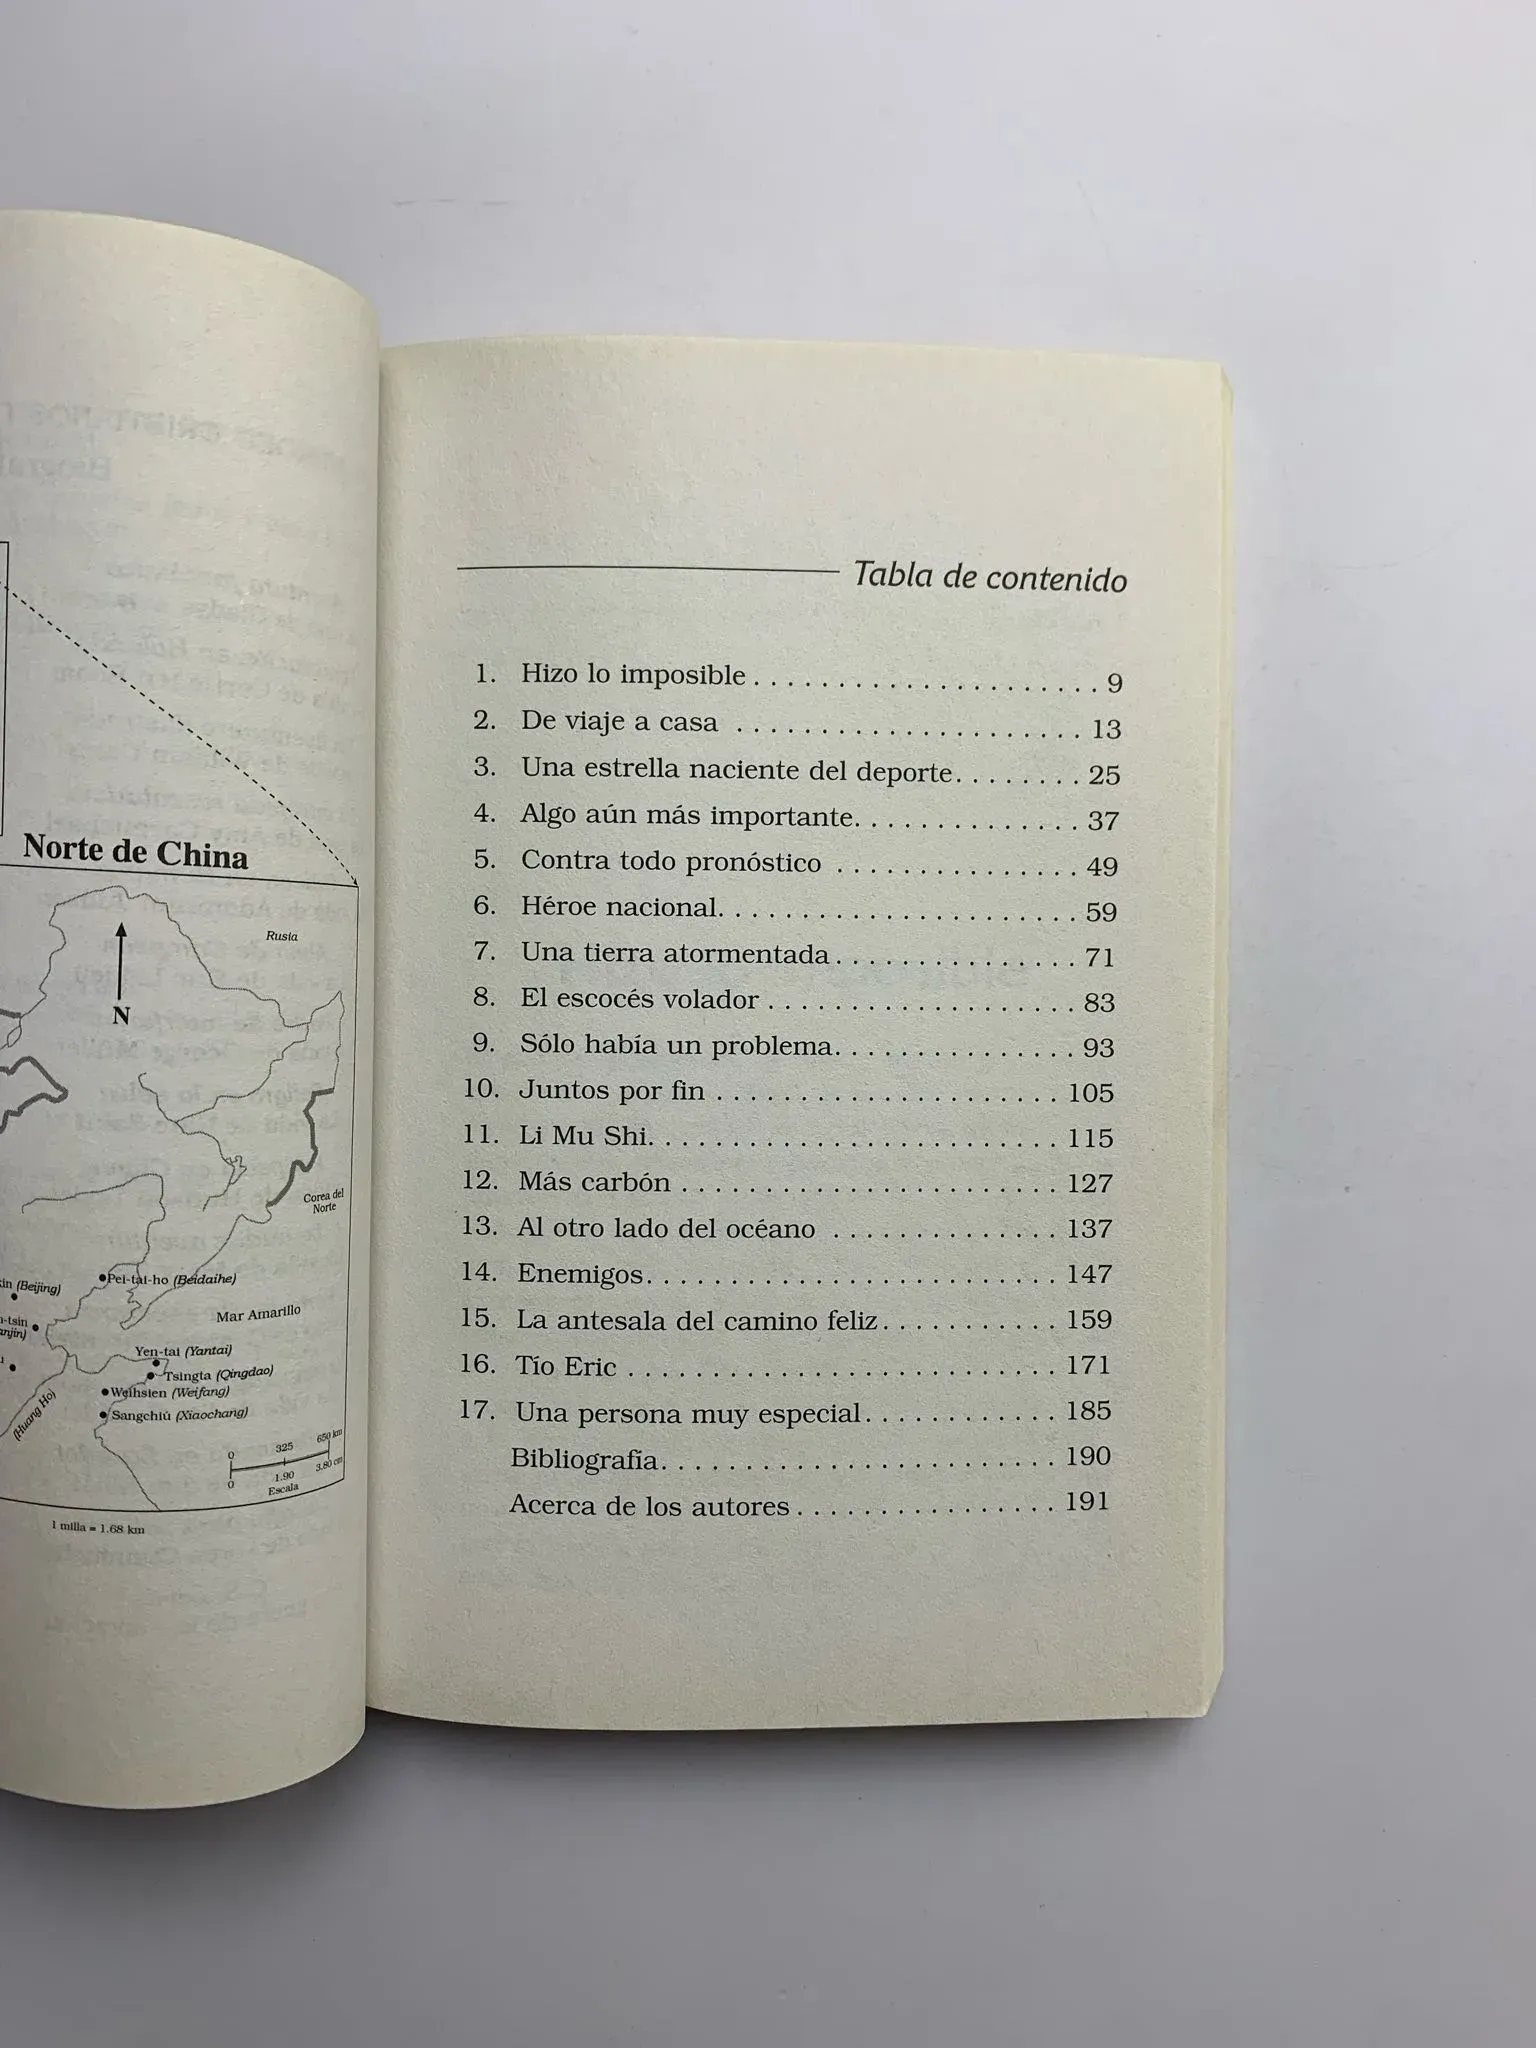 Norte de China
Rusia
N
Corea del
Norte
(Beijing)
Pei-tai-ho (Beidaihe)
Mar Amarillo
Yen-tai (Yantai)
Tsingta (Qingdao)
Weihsien (Weifang)
Sangchiú (Xiaochang)
(Huang Ho)
0 325 650 km
0 1.90 3.80 cm
Escala
1 milla = 1.68 km
Tabla de contenido
1. Hizo lo imposible . . . . . . . . . . . . . . . . . . . . . 9
2. De viaje a casa . . . . . . . . . . . . . . . . . . . . . 13
3. Una estrella naciente del deporte. . . . . . . . 25
4. Algo aún más importante. . . . . . . . . . . . . . 37
5. Contra todo pronóstico . . . . . . . . . . . . . . . 49
6. Héroe nacional. . . . . . . . . . . . . . . . . . . . . . 59
7. Una tierra atormentada . . . . . . . . . . . . . . . 71
8. El escocés volador . . . . . . . . . . . . . . . . . . . 83
9. Sólo había un problema. . . . . . . . . . . . . . . 93
10. Juntos por fin . . . . . . . . . . . . . . . . . . . . . 105
11. Li Mu Shi. . . . . . . . . . . . . . . . . . . . . . . . . 115
12. Más carbón . . . . . . . . . . . . . . . . . . . . . . . 127
13. Al otro lado del océano . . . . . . . . . . . . . . 137
14. Enemigos. . . . . . . . . . . . . . . . . . . . . . . . . 147
15. La antesala del camino feliz . . . . . . . . . . . 159
16. Tío Eric . . . . . . . . . . . . . . . . . . . . . . . . . . 171
17. Una persona muy especial. . . . . . . . . . . . 185
Bibliografía. . . . . . . . . . . . . . . . . . . . . . . . 190
Acerca de los autores . . . . . . . . . . . . . . . . 191